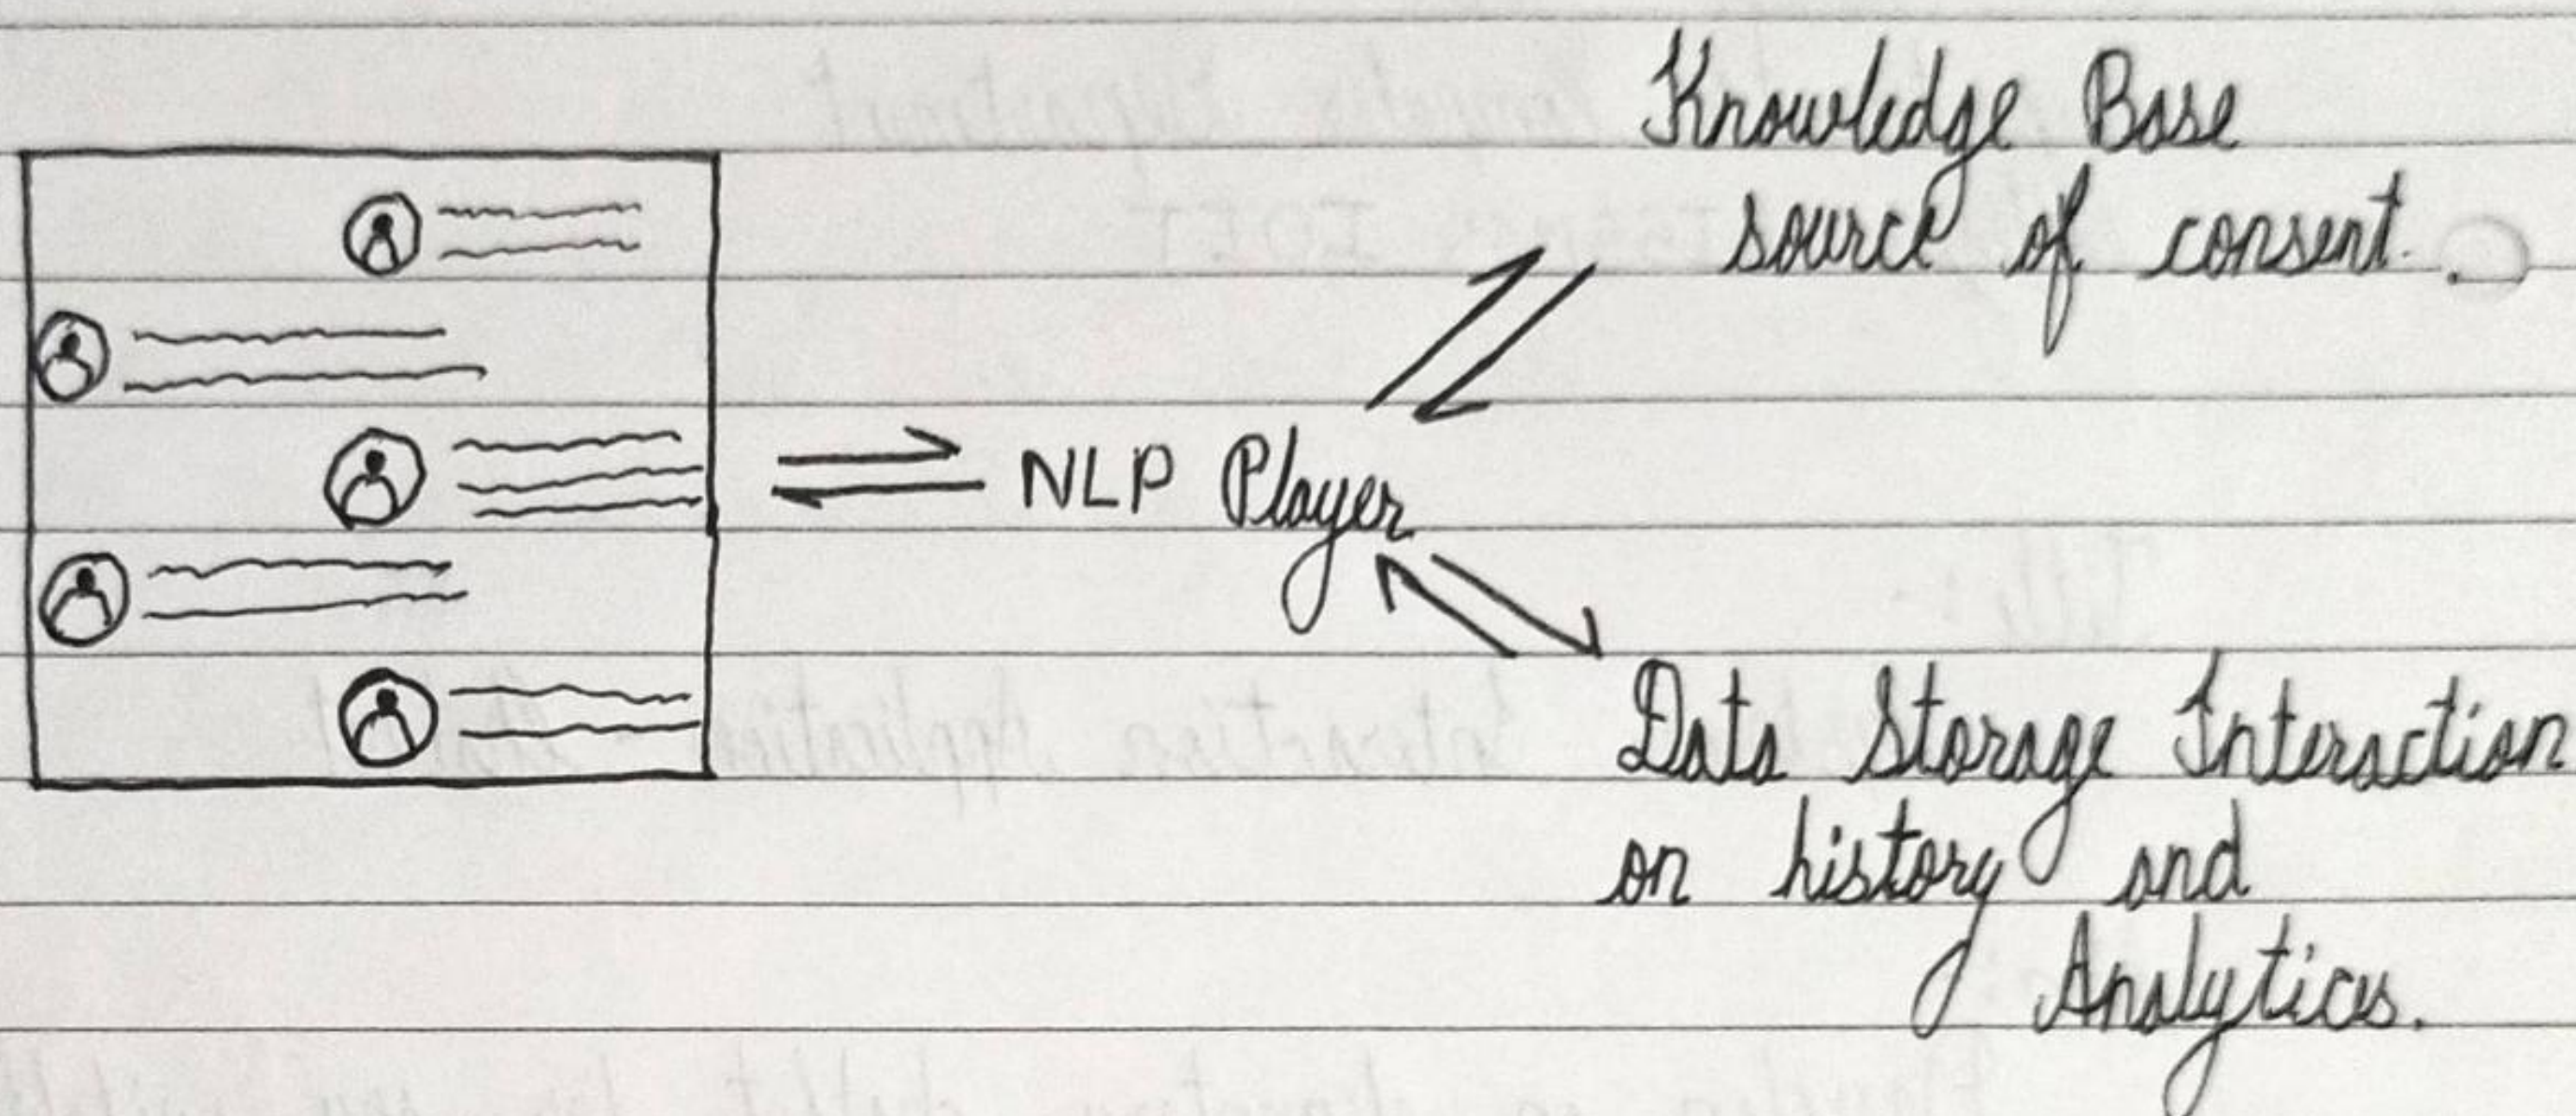 Knowledge Base
source of consent.
NLP Player
Data Storage Interaction
on history and
Analytics.